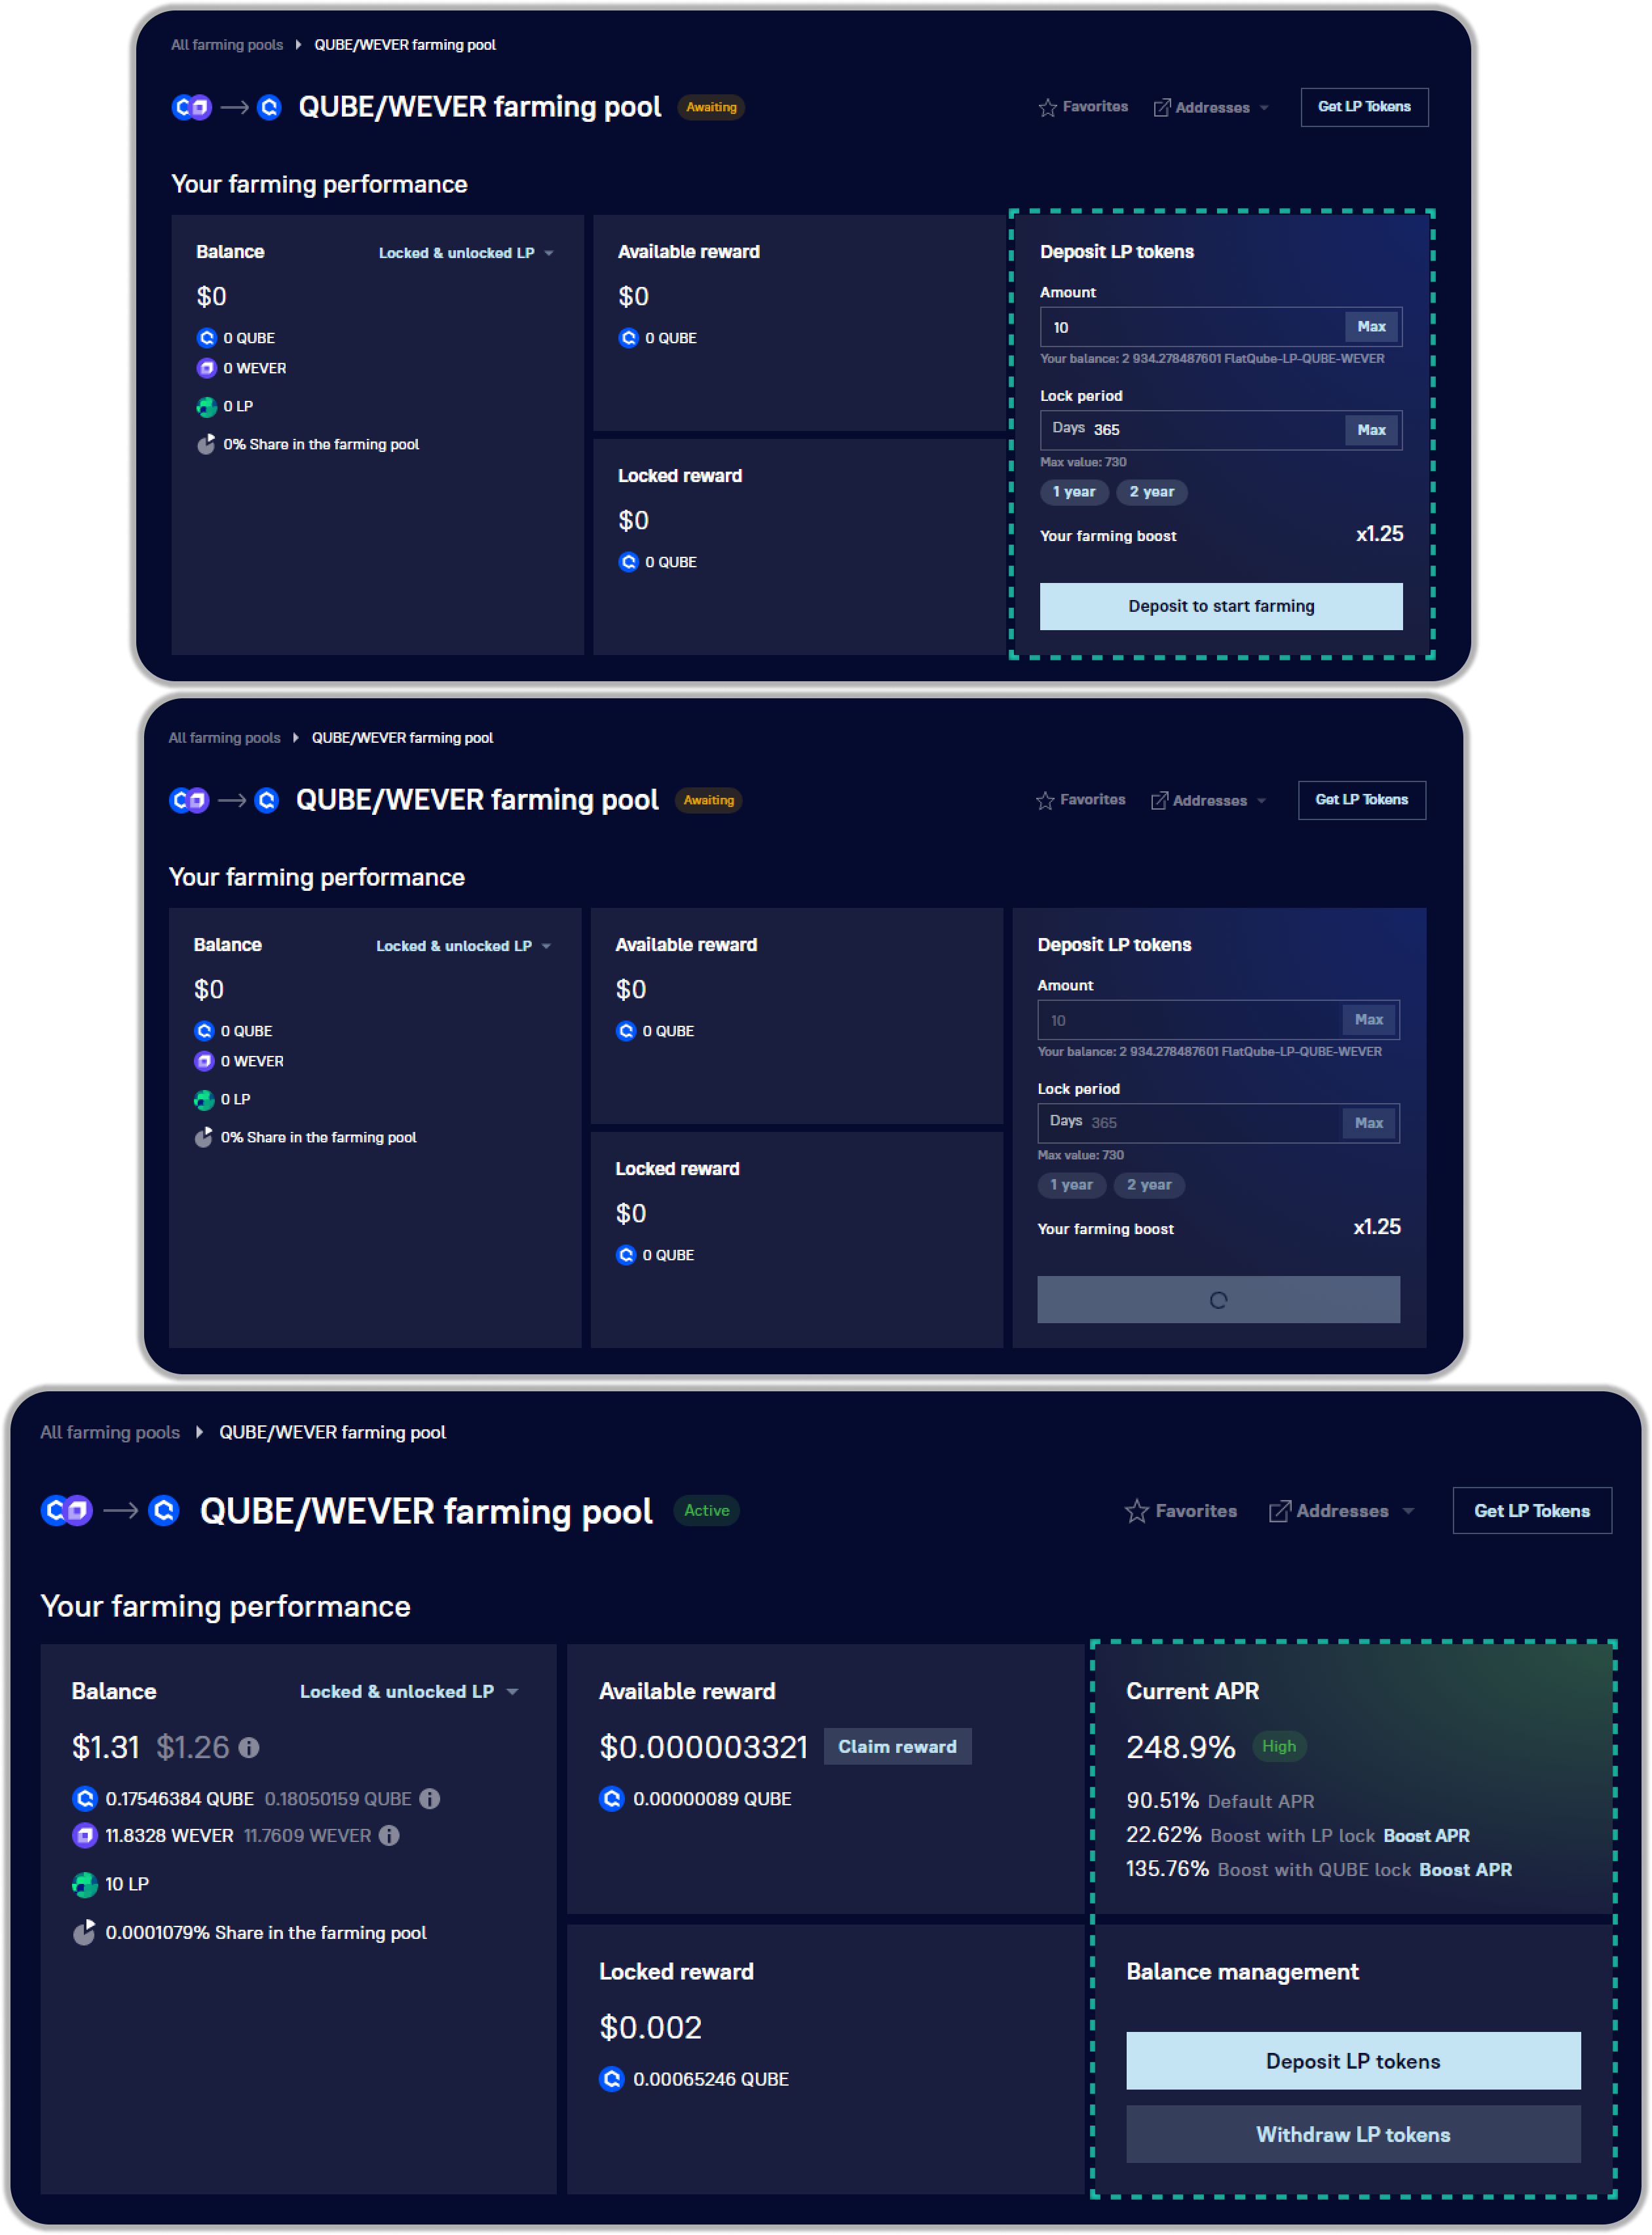 All farming pools QUBE/WEVER farming pool
QUBE/WEVER farming pool Awaiting Favorites Addresses Get LP Tokens
Your farming performance
Balance Locked & unlocked LP
$0
0 QUBE
0 WEVER
0 LP
0% Share in the farming pool
Available reward
$0
0 QUBE
Locked reward
$0
0 QUBE
Deposit LP tokens
Amount
10 Max
Your balance: 2 934.278487601 FlatQube-LP-QUBE-WEVER
Lock period
Days 365 Max
Max value: 730
1 year 2 year
Your farming boost x1.25
Deposit to start farming
All farming pools QUBE/WEVER farming pool
QUBE/WEVER farming pool Awaiting Favorites Addresses Get LP Tokens
Your farming performance
Balance Locked & unlocked LP
$0
0 QUBE
0 WEVER
0 LP
0% Share in the farming pool
Available reward
$0
0 QUBE
Locked reward
$0
0 QUBE
Deposit LP tokens
Amount
10 Max
Your balance: 2 934.278487601 FlatQube-LP-QUBE-WEVER
Lock period
Days 365 Max
Max value: 730
1 year 2 year
Your farming boost x1.25
All farming pools QUBE/WEVER farming pool
QUBE/WEVER farming pool Active Favorites Addresses Get LP Tokens
Your farming performance
Balance Locked & unlocked LP
$1.31 $1.26
0.17546384 QUBE 0.18050159 QUBE
11.8328 WEVER 11.7609 WEVER
10 LP
0.0001079% Share in the farming pool
Available reward
$0.000003321 Claim reward
0.00000089 QUBE
Locked reward
$0.002
0.00065246 QUBE
Current APR
248.9% High
90.51% Default APR
22.62% Boost with LP lock Boost APR
135.76% Boost with QUBE lock Boost APR
Balance management
Deposit LP tokens
Withdraw LP tokens